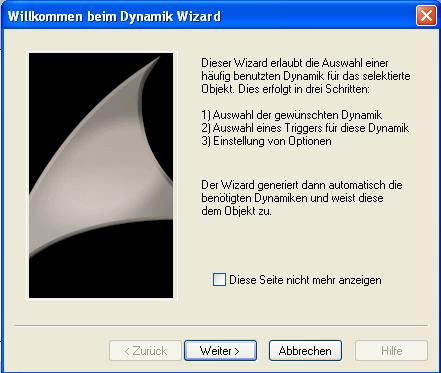 Willkommen beim Dynamik Wizard
Dieser Wizard erlaubt die Auswahl einer
häufig benutzten Dynamik für das selektierte
Objekt. Dies erfolgt in drei Schritten:
1) Auswahl der gewünschten Dynamik
2) Auswahl eines Triggers für diese Dynamik
3) Einstellung von Optionen
Der Wizard generiert dann automatisch die
benötigten Dynamiken und weist diese
dem Objekt zu.
Diese Seite nicht mehr anzeigen
< Zurück
Weiter >
Abbrechen
Hilfe